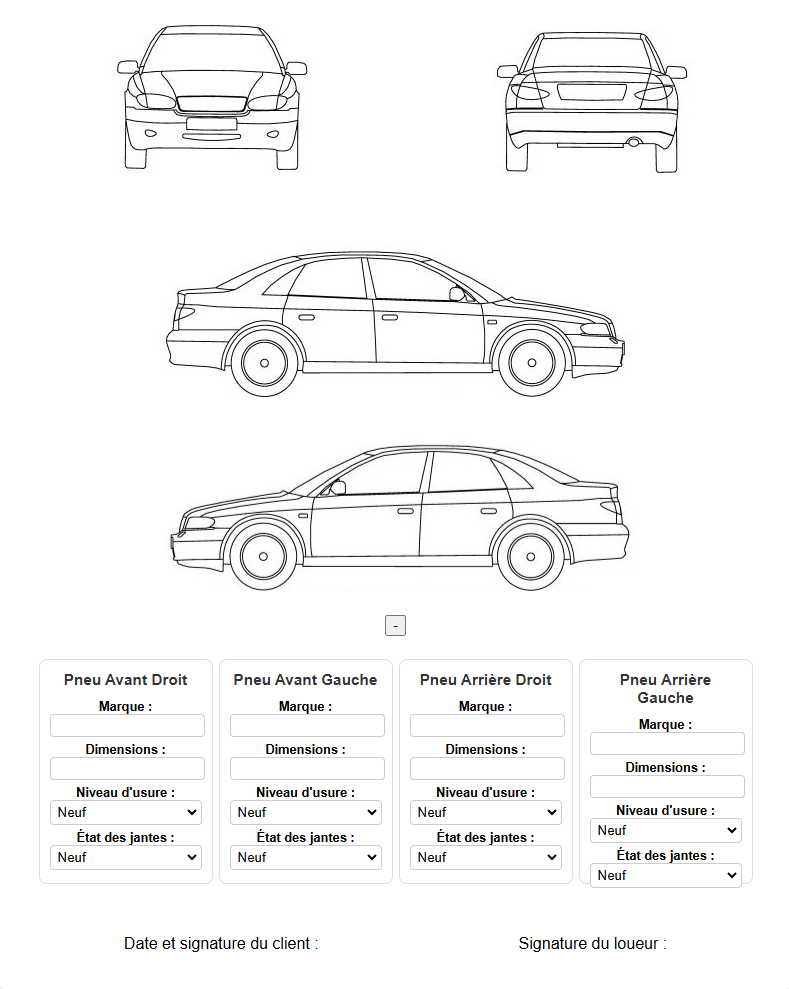 -
Pneu Avant Droit
Marque :
Dimensions :
Niveau d'usure :
Neuf
État des jantes :
Neuf
Pneu Avant Gauche
Marque :
Dimensions :
Niveau d'usure :
Neuf
État des jantes :
Neuf
Pneu Arrière Droit
Marque :
Dimensions :
Niveau d'usure :
Neuf
État des jantes :
Neuf
Pneu Arrière
Gauche
Marque :
Dimensions :
Niveau d'usure :
Neuf
État des jantes :
Neuf
Date et signature du client :
Signature du loueur :